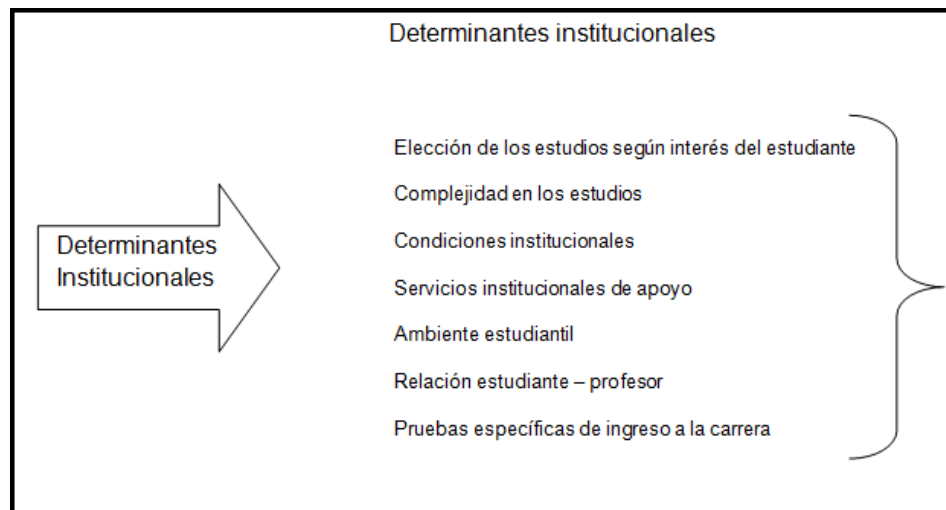 Determinantes institucionales
Determinantes
Institucionales
Elección de los estudios según interés del estudiante
Complejidad en los estudios
Condiciones institucionales
Servicios institucionales de apoyo
Ambiente estudiantil
Relación estudiante – profesor
Pruebas específicas de ingreso a la carrera